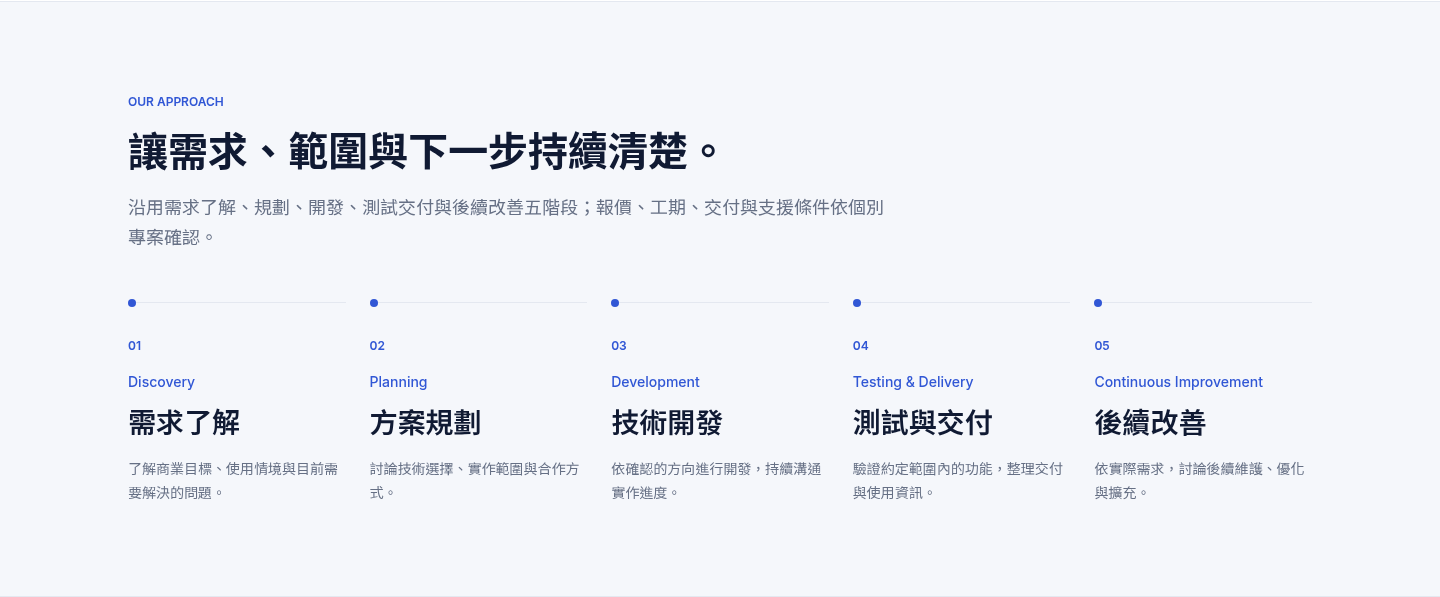 OUR APPROACH
讓需求、範圍與下一步持續清楚。
沿用需求了解、規劃、開發、測試交付與後續改善五階段；報價、工期、交付與支援條件依個別
專案確認。
01
Discovery
需求了解
了解商業目標、使用情境與目前需
要解決的問題。
02
Planning
方案規劃
討論技術選擇、實作範圍與合作方
式。
03
Development
技術開發
依確認的方向進行開發，持續溝通
實作進度。
04
Testing & Delivery
測試與交付
驗證約定範圍內的功能，整理交付
與使用資訊。
05
Continuous Improvement
後續改善
依實際需求，討論後續維護、優化
與擴充。